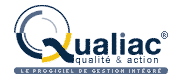 Qualiac®
qualité & action
LE PROGICIEL DE GESTION INTÉGRÉ